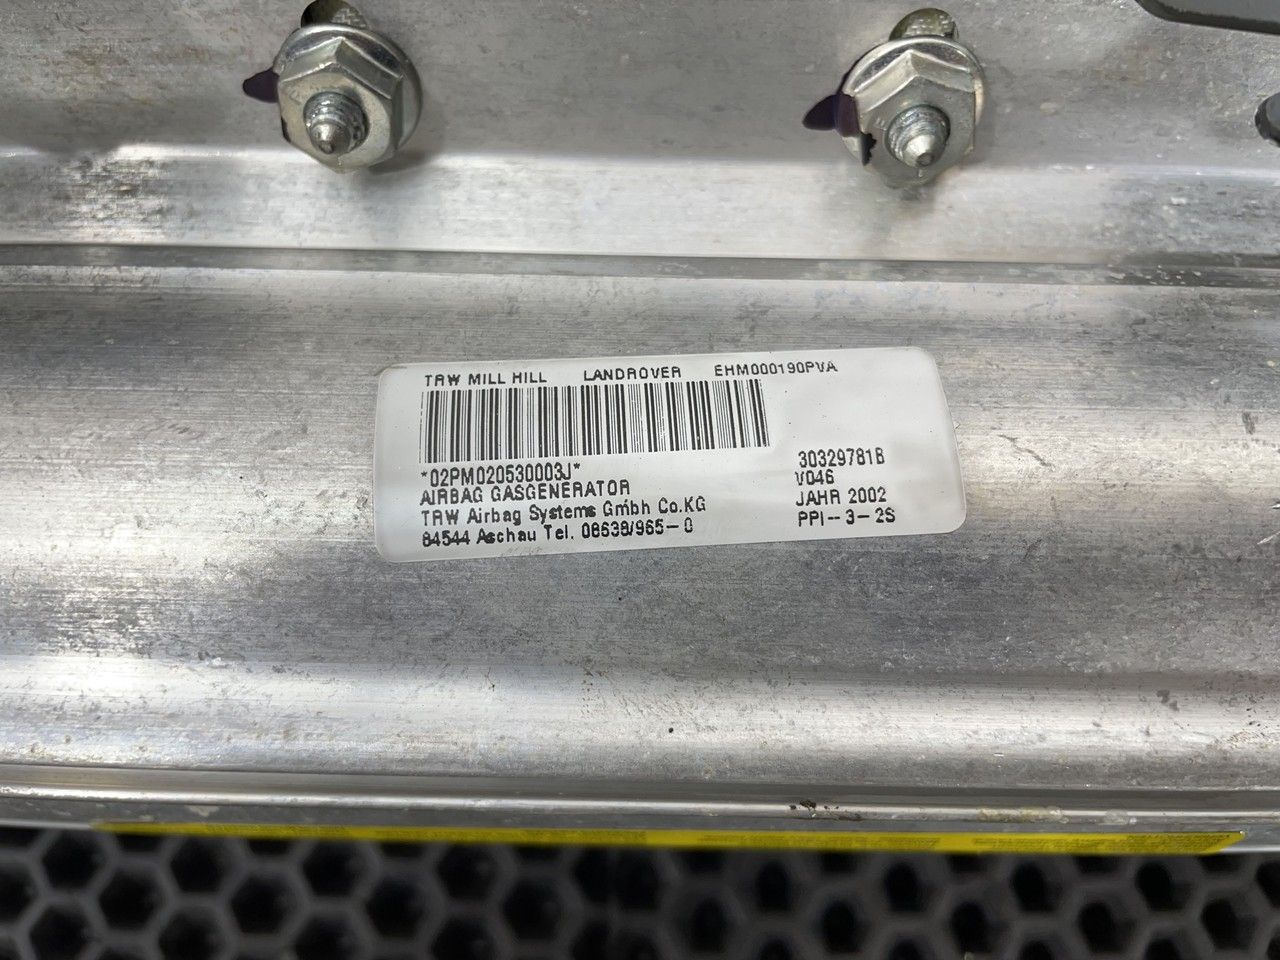 TRW MILL HILL LANDROVER EHM000190PVA
*02PM020530003J*
AIRBAG GASGENERATOR
TRW Airbag Systems Gmbh Co.KG
84544 Aschau Tel. 08638/965-0
30329781B
V046
JAHR 2002
PPI-3-2S